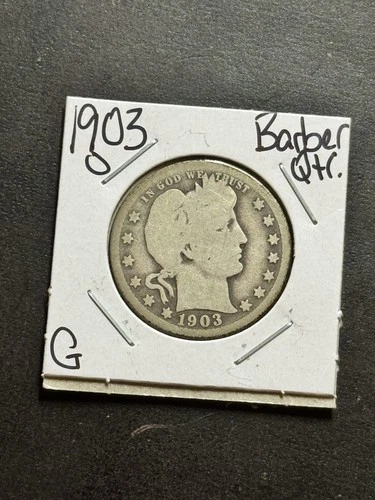 1903
O
Barber
Qtr.
IN GOD WE TRUST
1903
G